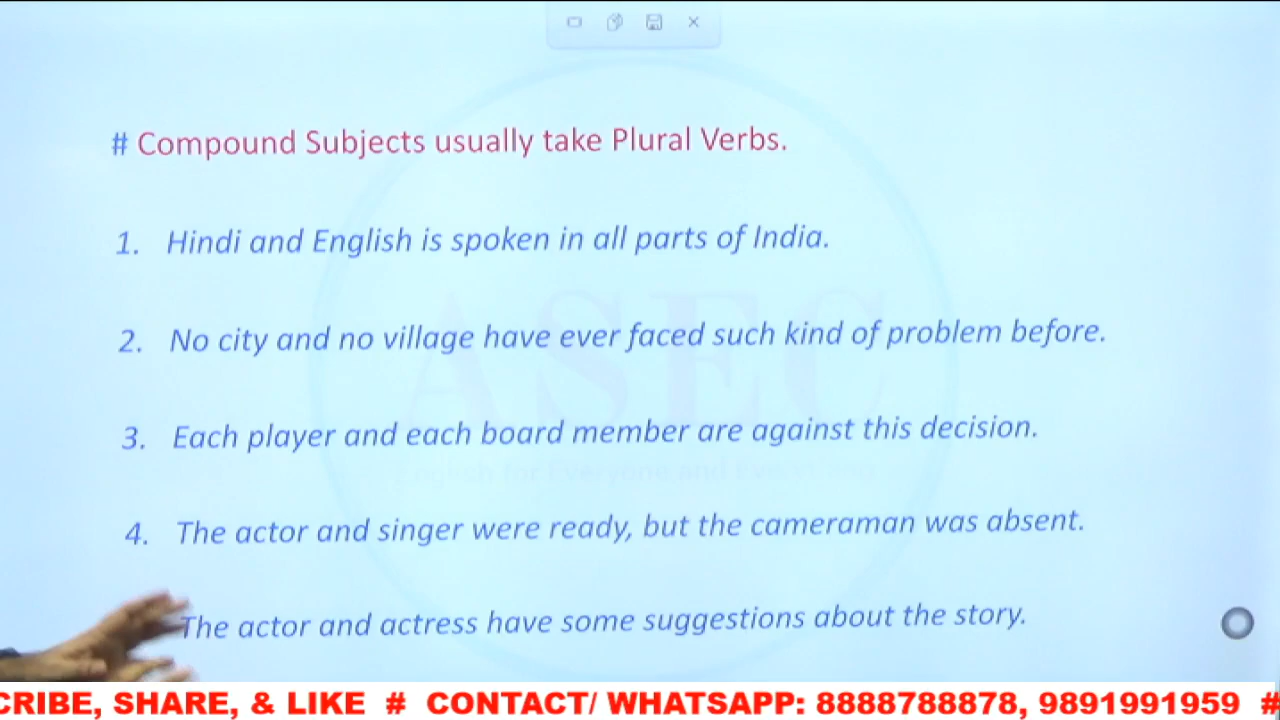 # Compound Subjects usually take Plural Verbs.
1. Hindi and English is spoken in all parts of India.
2. No city and no village have ever faced such kind of problem before.
3. Each player and each board member are against this decision.
ASEC
4. The actor and singer were ready, but the cameraman was absent.
The actor and actress have some suggestions about the story.
CRIBE, SHARE, & LIKE # CONTACT/ WHATSAPP: 8888788878, 9891991959 #